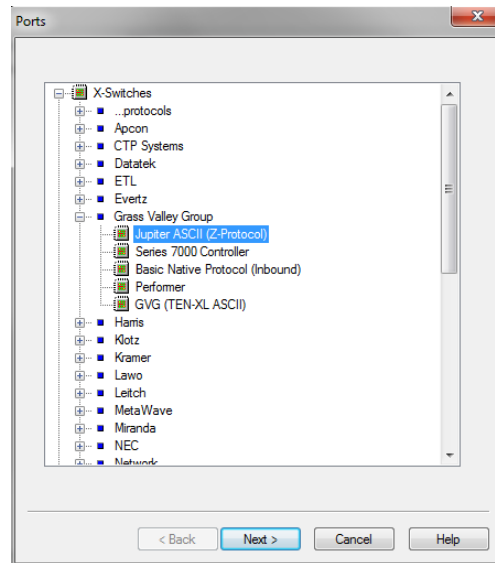 Ports
X-Switches
...protocols
Apcon
CTP Systems
Datatek
ETL
Evertz
Grass Valley Group
Jupiter ASCII (Z-Protocol)
Series 7000 Controller
Basic Native Protocol (Inbound)
Performer
GVG (TEN-XL ASCII)
Harris
Klotz
Kramer
Lawo
Leitch
MetaWave
Miranda
NEC
Network
< Back Next > Cancel Help